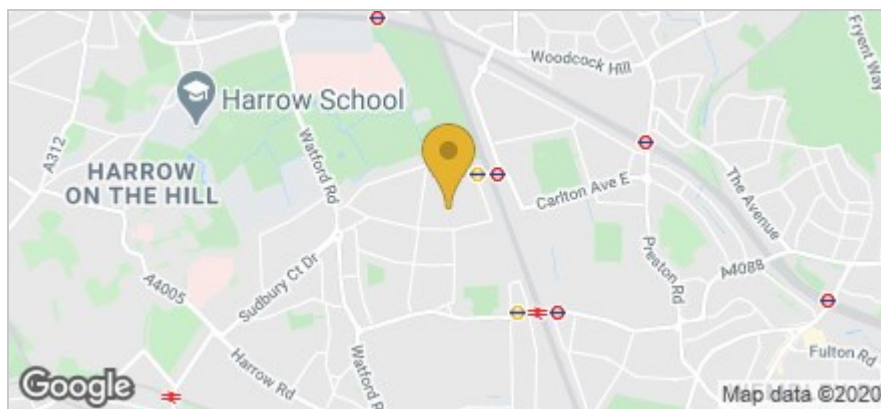 Woodcock Hill
Fryent Way
Harrow School
A312
Watford Rd
HARROW
ON THE HILL
Carlton Ave E
The Avenue
Preston Rd
A4088
Sudbury Ct Dr
A4005
Harrow Rd
Watford Rd
Fulton Rd
Google
Map data ©2020